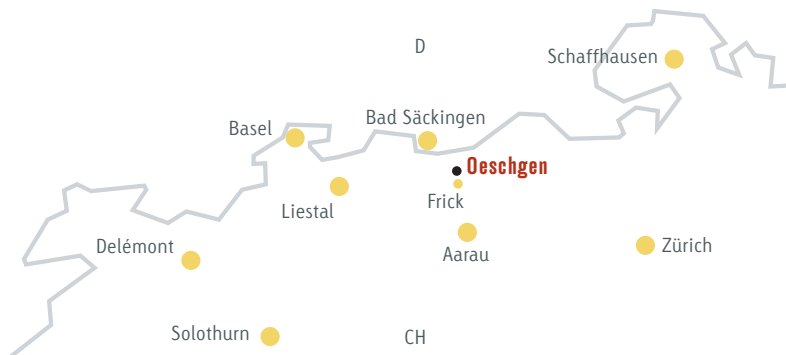 D
Schaffhausen
Basel
Bad Säckingen
Oeschgen
Liestal
Frick
Delémont
Aarau
Zürich
Solothurn
CH